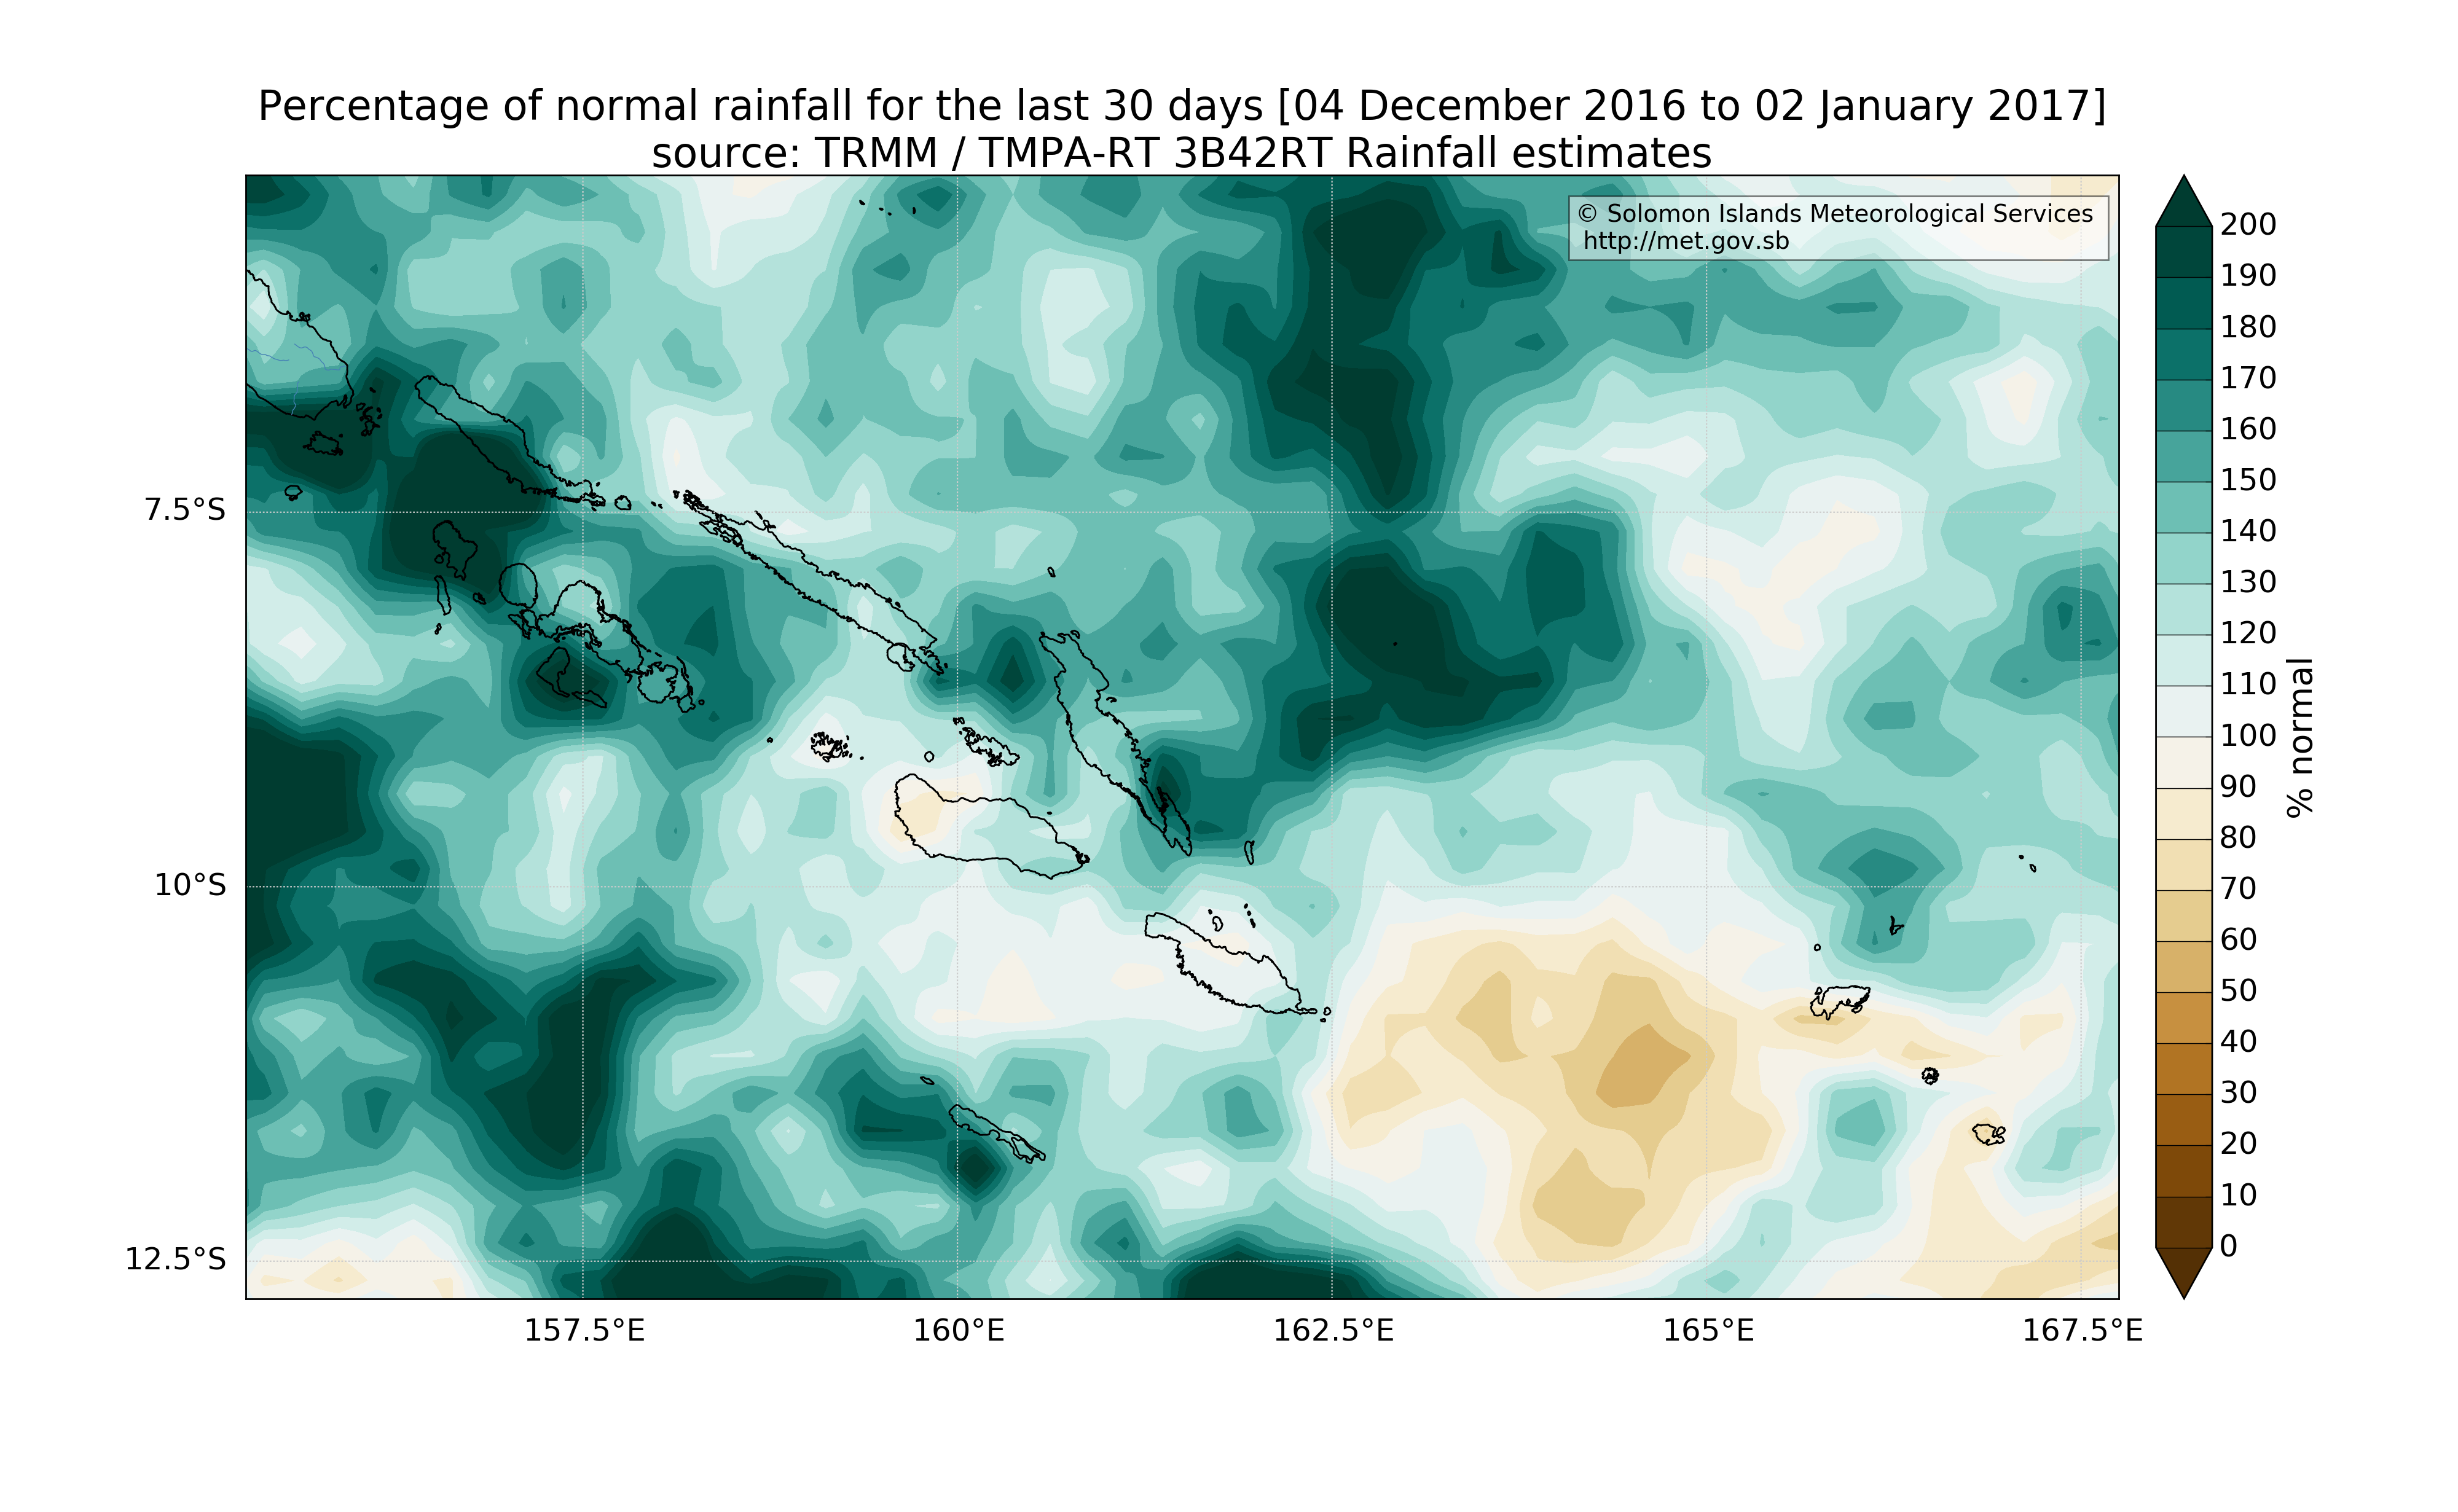 Percentage of normal rainfall for the last 30 days [04 December 2016 to 02 January 2017]
source: TRMM / TMPA-RT 3B42RT Rainfall estimates
© Solomon Islands Meteorological Services
http://met.gov.sb
7.5°S
10°S
12.5°S
157.5°E
160°E
162.5°E
165°E
167.5°E
200
190
180
170
160
150
140
130
120
110
100
90
80
70
60
50
40
30
20
10
0
% normal